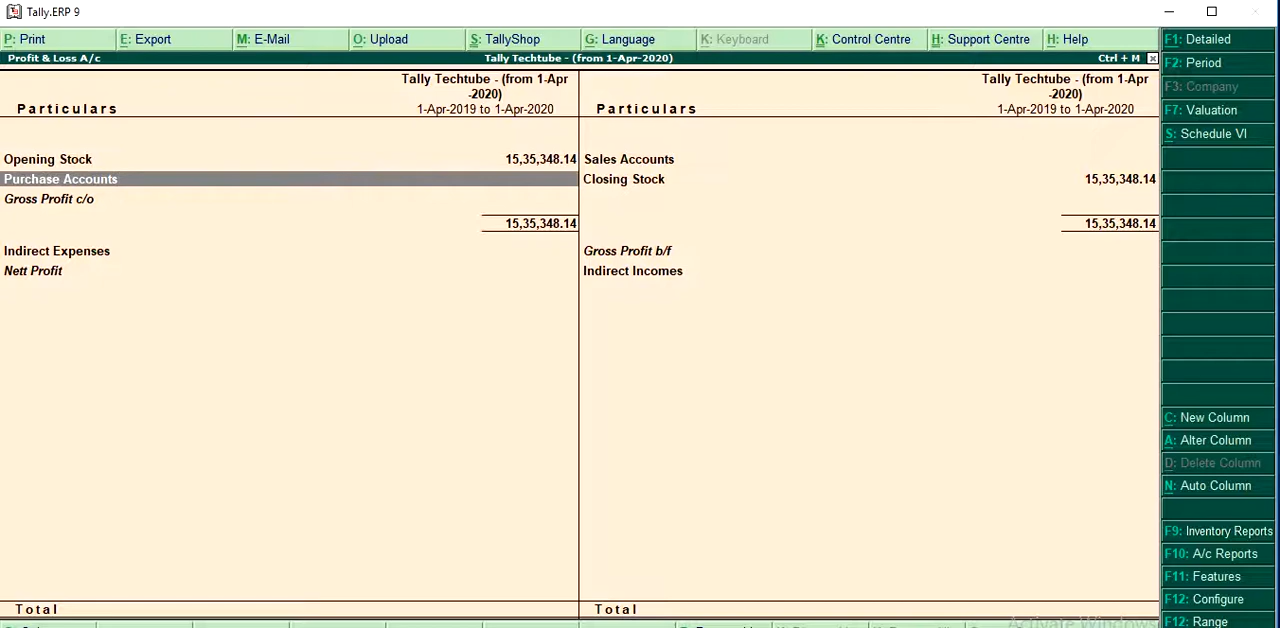 Tally.ERP 9
P: Print E: Export M: E-Mail O: Upload S: TallyShop G: Language K: Keyboard K: Control Centre H: Support Centre H: Help
Profit & Loss A/c Tally Techtube - (from 1-Apr-2020) Ctrl + M
Particulars
Tally Techtube - (from 1-Apr
-2020)
1-Apr-2019 to 1-Apr-2020
Opening Stock 15,35,348.14
Purchase Accounts
Gross Profit c/o
15,35,348.14
Indirect Expenses
Nett Profit
Total
Particulars
Tally Techtube - (from 1-Apr
-2020)
1-Apr-2019 to 1-Apr-2020
Sales Accounts
Closing Stock 15,35,348.14
15,35,348.14
Gross Profit b/f
Indirect Incomes
Total
F1: Detailed
F2: Period
F3: Company
F7: Valuation
S: Schedule VI
C: New Column
A: Alter Column
D: Delete Column
N: Auto Column
F9: Inventory Reports
F10: A/c Reports
F11: Features
F12: Configure
F12: Range
Activate Windows